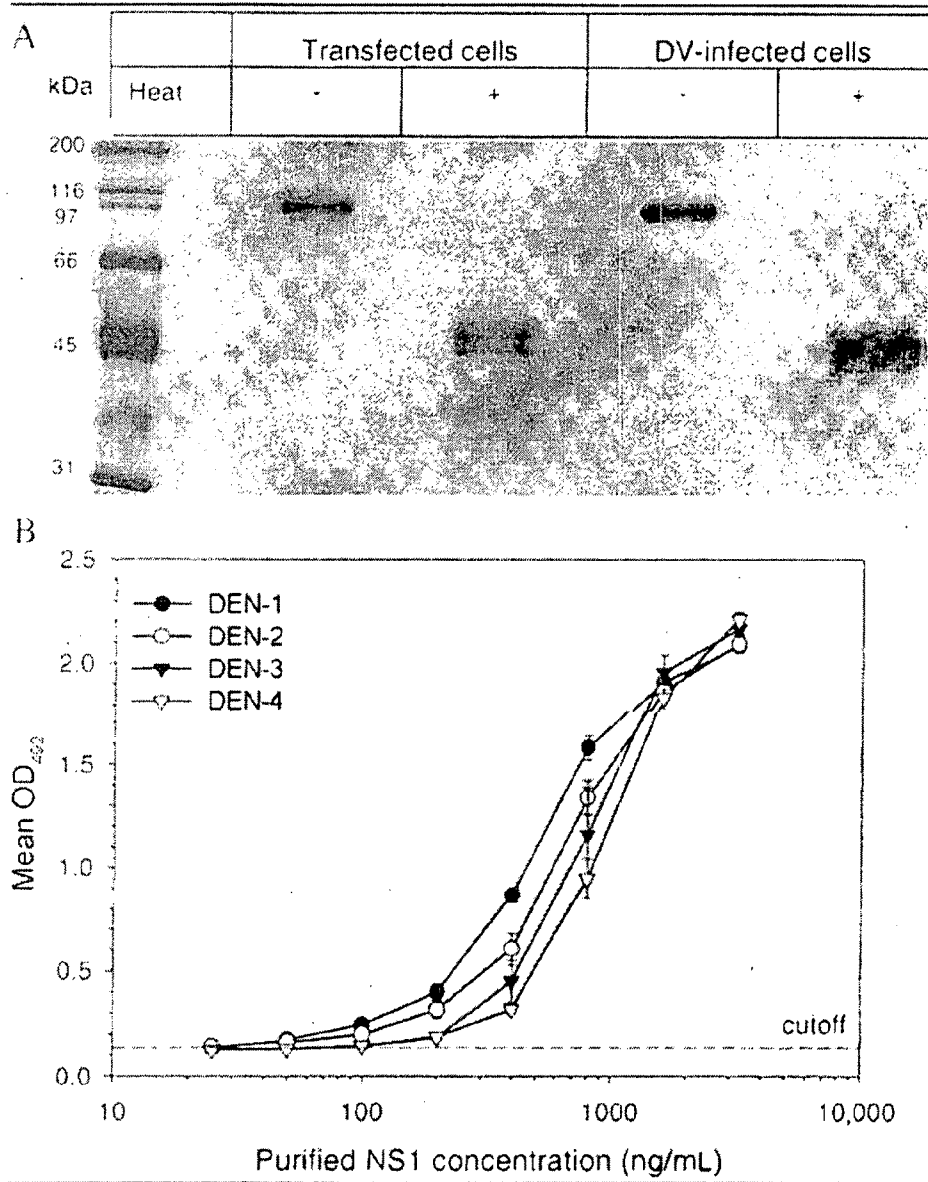 A
Transfected cells DV-infected cells
kDa Heat - + - +
200
116
97
66
45
31
B
2.5
2.0
1.5
1.0
0.5
0.0
Mean OD492
DEN-1
DEN-2
DEN-3
DEN-4
cutoff
10 100 1000 10,000
Purified NS1 concentration (ng/mL)